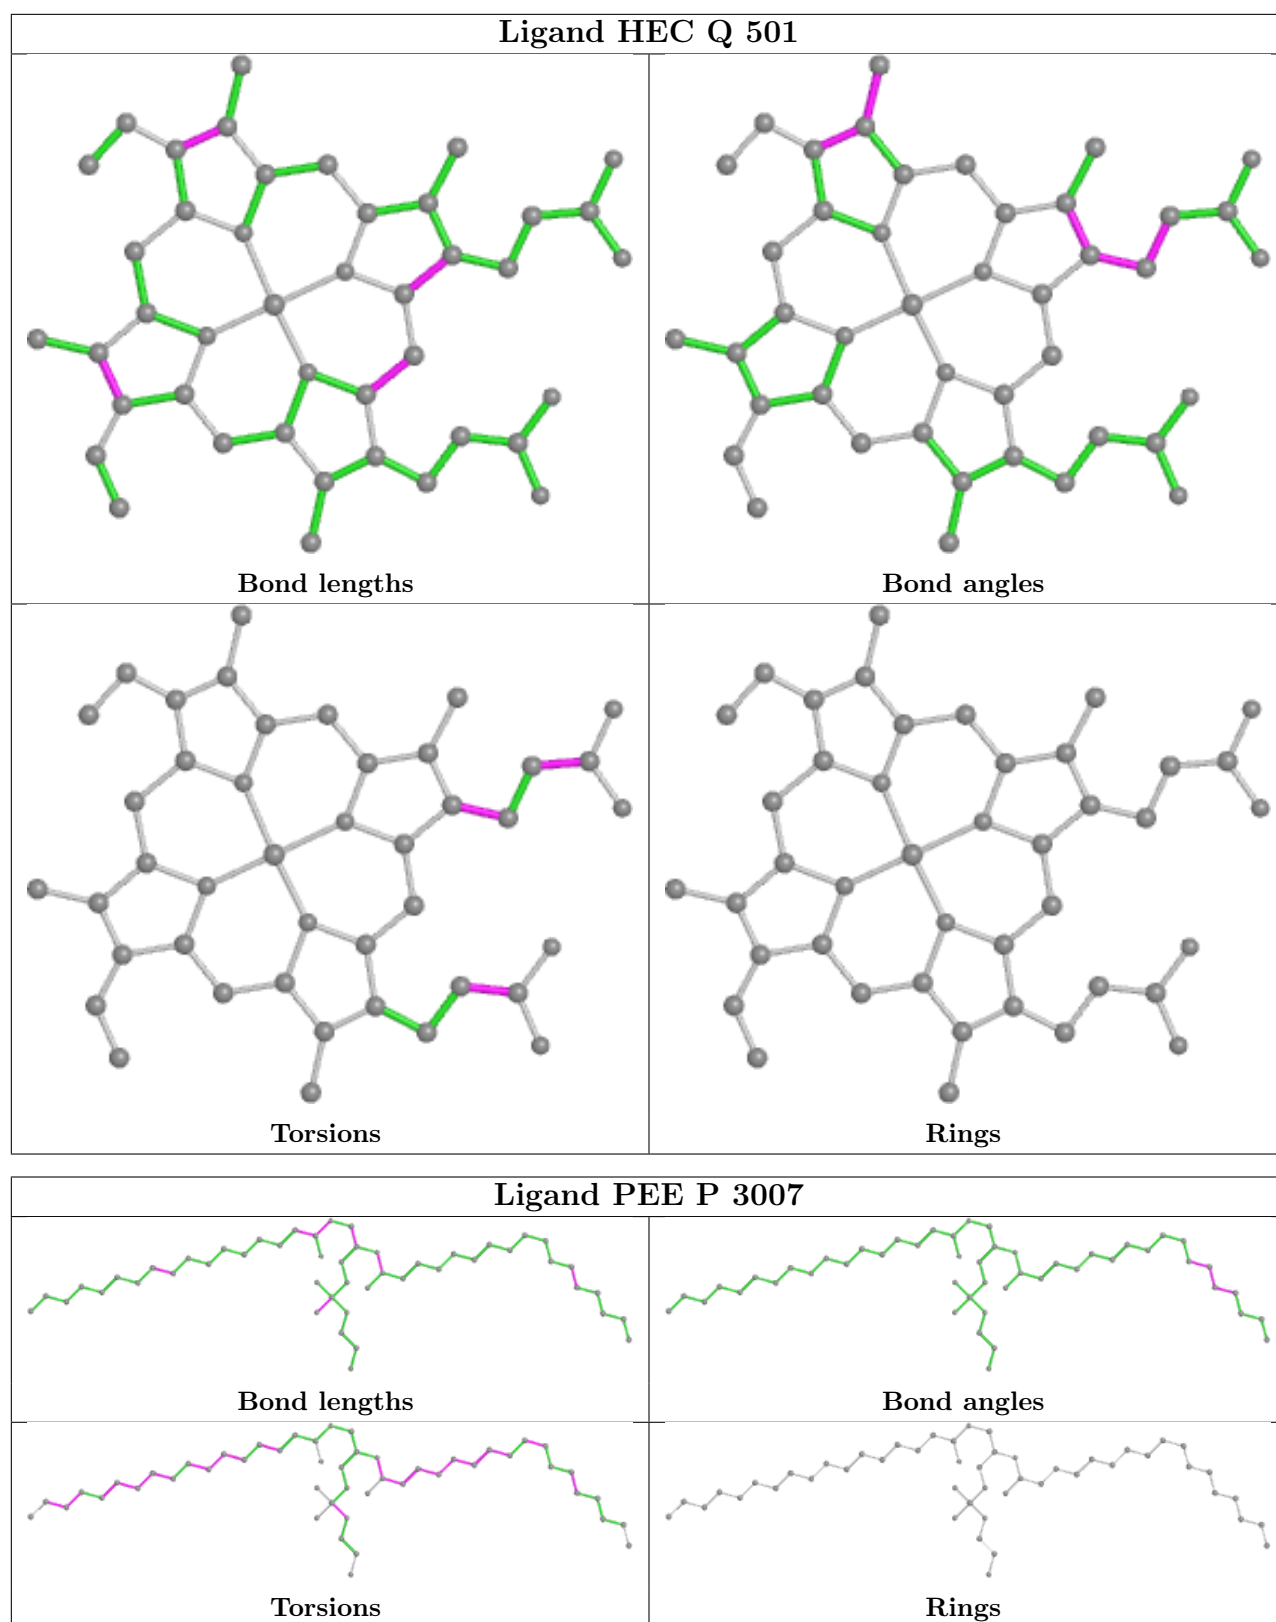 Ligand HEC Q 501
Bond lengths
Bond angles
Torsions
Rings
Ligand PEE P 3007
Bond lengths
Bond angles
Torsions
Rings